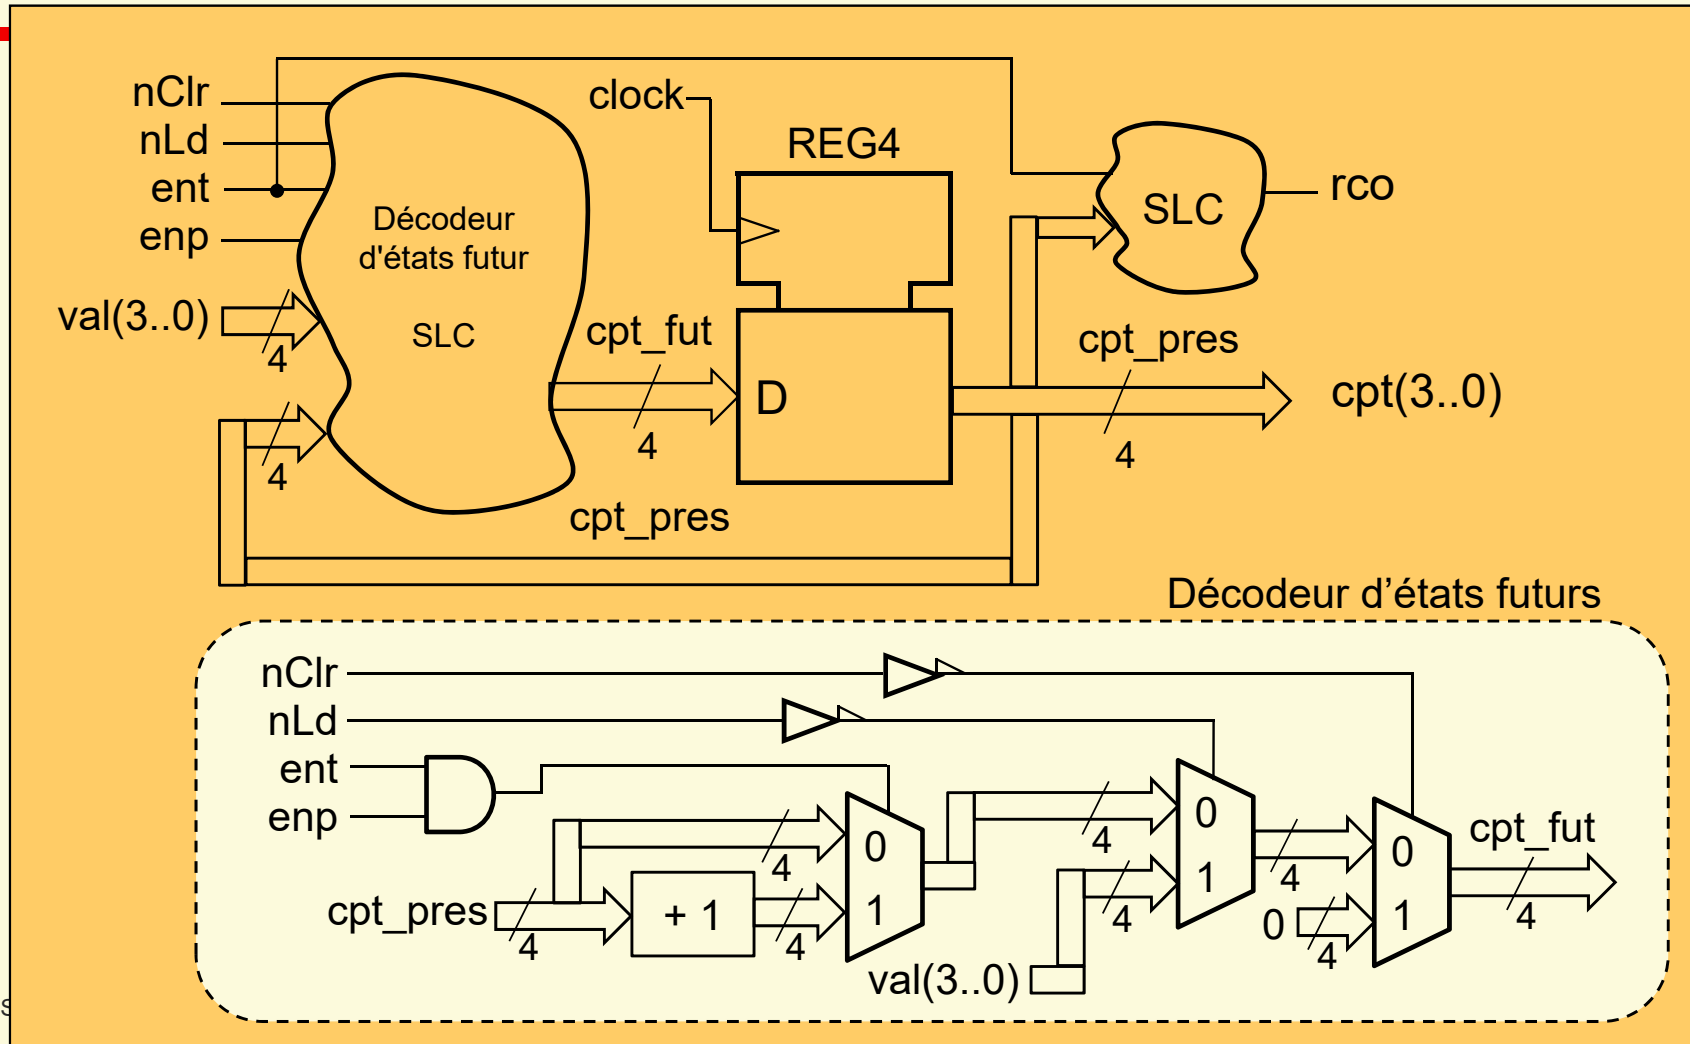 nClr
nLd
ent
enp
val(3..0)
4
4
Décodeur
d'états futur
SLC
clock
REG4
cpt_fut
4
D
cpt_pres
SLC
rco
cpt_pres
4
cpt(3..0)
Décodeur d’états futurs
nClr
nLd
ent
enp
cpt_pres
4
+ 1
4
4
0
1
4
4
val(3..0)
0
1
4
0
4
0
1
cpt_fut
4